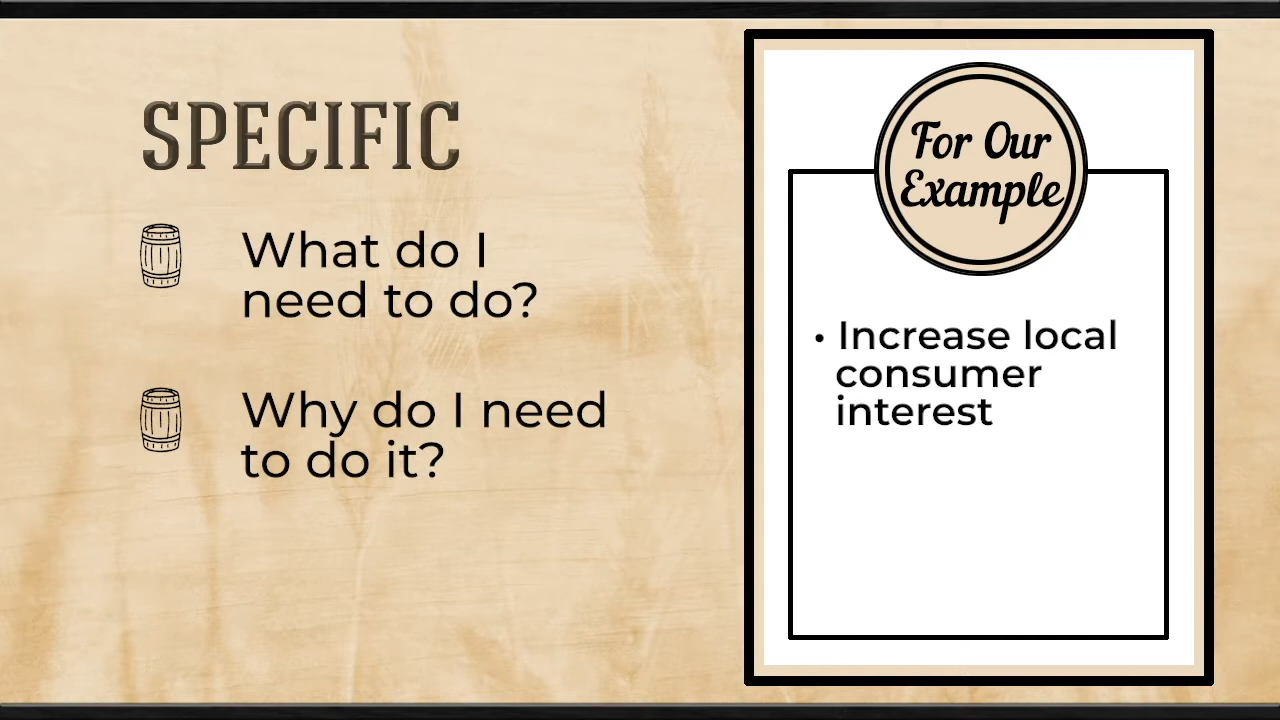 SPECIFIC
What do I
need to do?
Why do I need
to do it?
For Our
Example
• Increase local
consumer
interest